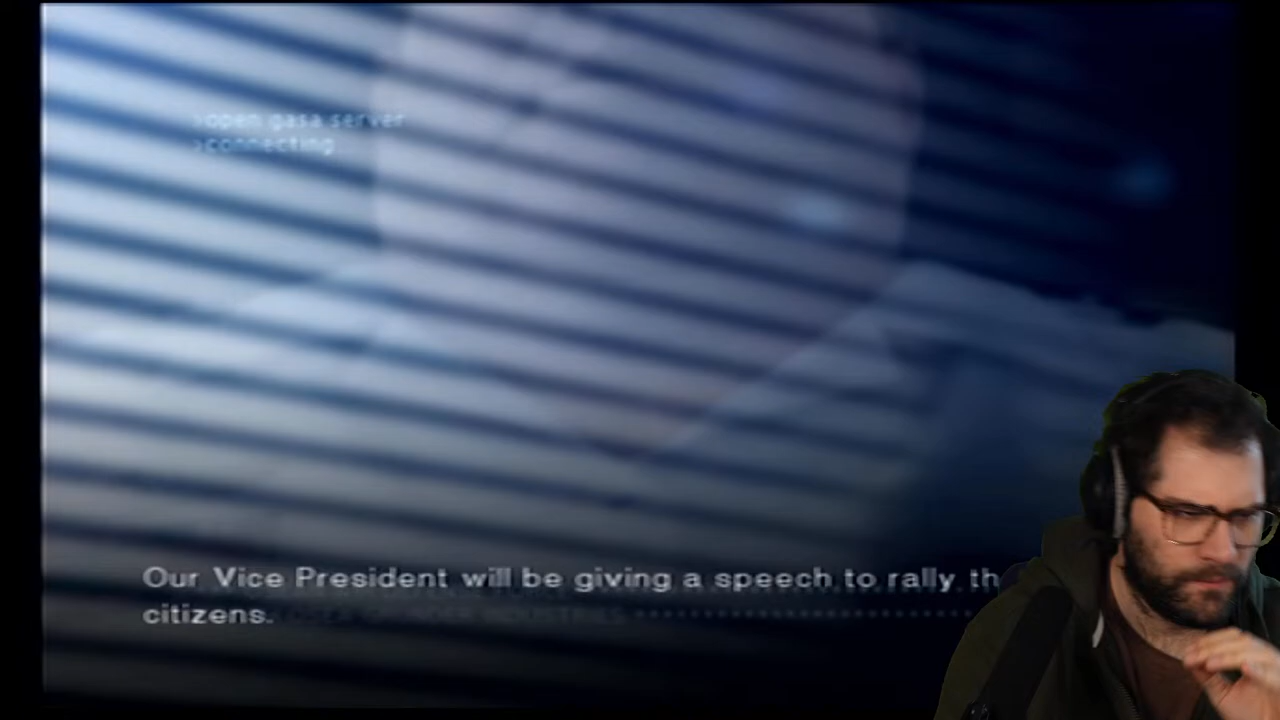 >open gasa server
>connecting
Our Vice President will be giving a speech to rally th
citizens.